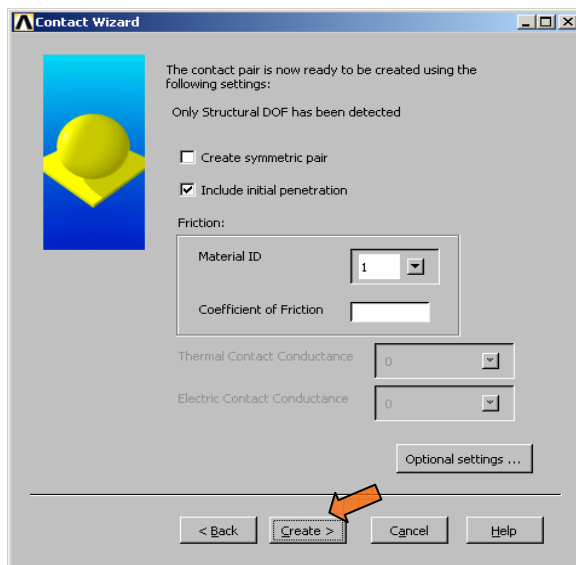 Contact Wizard
The contact pair is now ready to be created using the
following settings:
Only Structural DOF has been detected
Create symmetric pair
Include initial penetration
Friction:
Material ID
1
Coefficient of Friction
Thermal Contact Conductance
0
Electric Contact Conductance
0
Optional settings ...
< Back
Create >
Cancel
Help